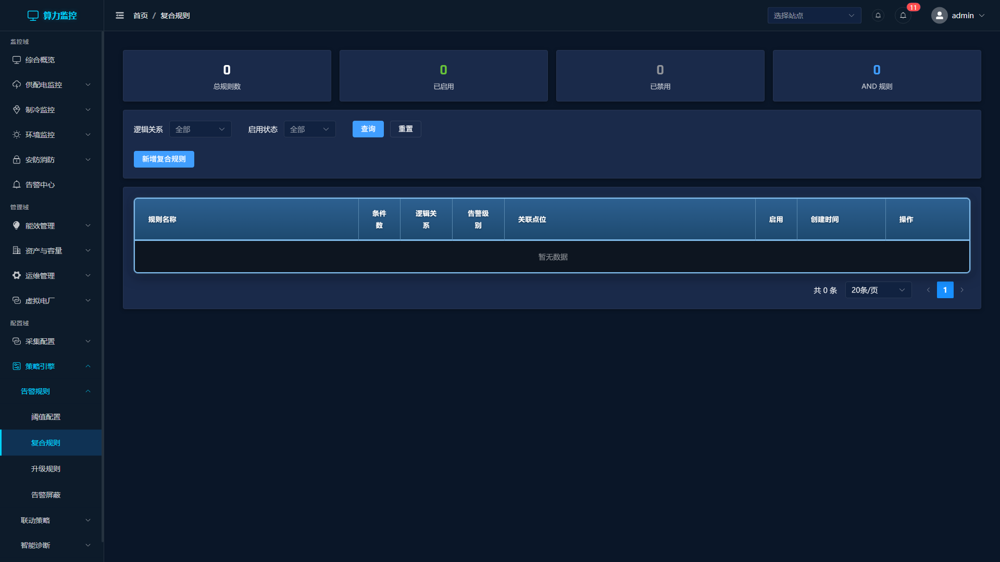 算力监控
首页 / 复合规则
选择站点
11
admin
监控域
综合概览
供配电监控
制冷监控
环境监控
安防消防
告警中心
管理域
能效管理
资产与容量
运维管理
虚拟电厂
配置域
采集配置
策略引擎
告警规则
阈值配置
复合规则
升级规则
告警屏蔽
联动策略
智能诊断
0
总规则数
0
已启用
0
已禁用
0
AND 规则
逻辑关系 全部 启用状态 全部 查询 重置
新增复合规则
规则名称 条件数 逻辑关系 告警级别 关联点位 启用 创建时间 操作
暂无数据
共 0 条 20条/页 1